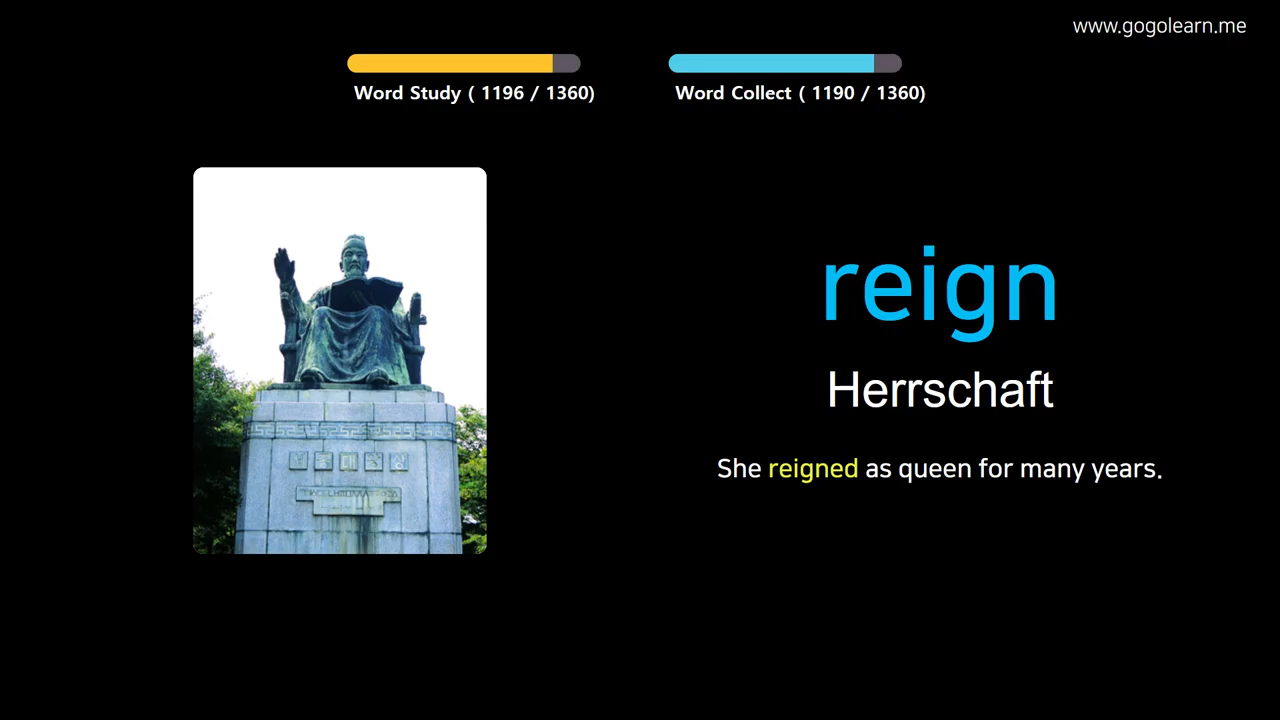 www.gogolearn.me
Word Study ( 1196 / 1360)
Word Collect ( 1190 / 1360)
reign
Herrschaft
She reigned as queen for many years.